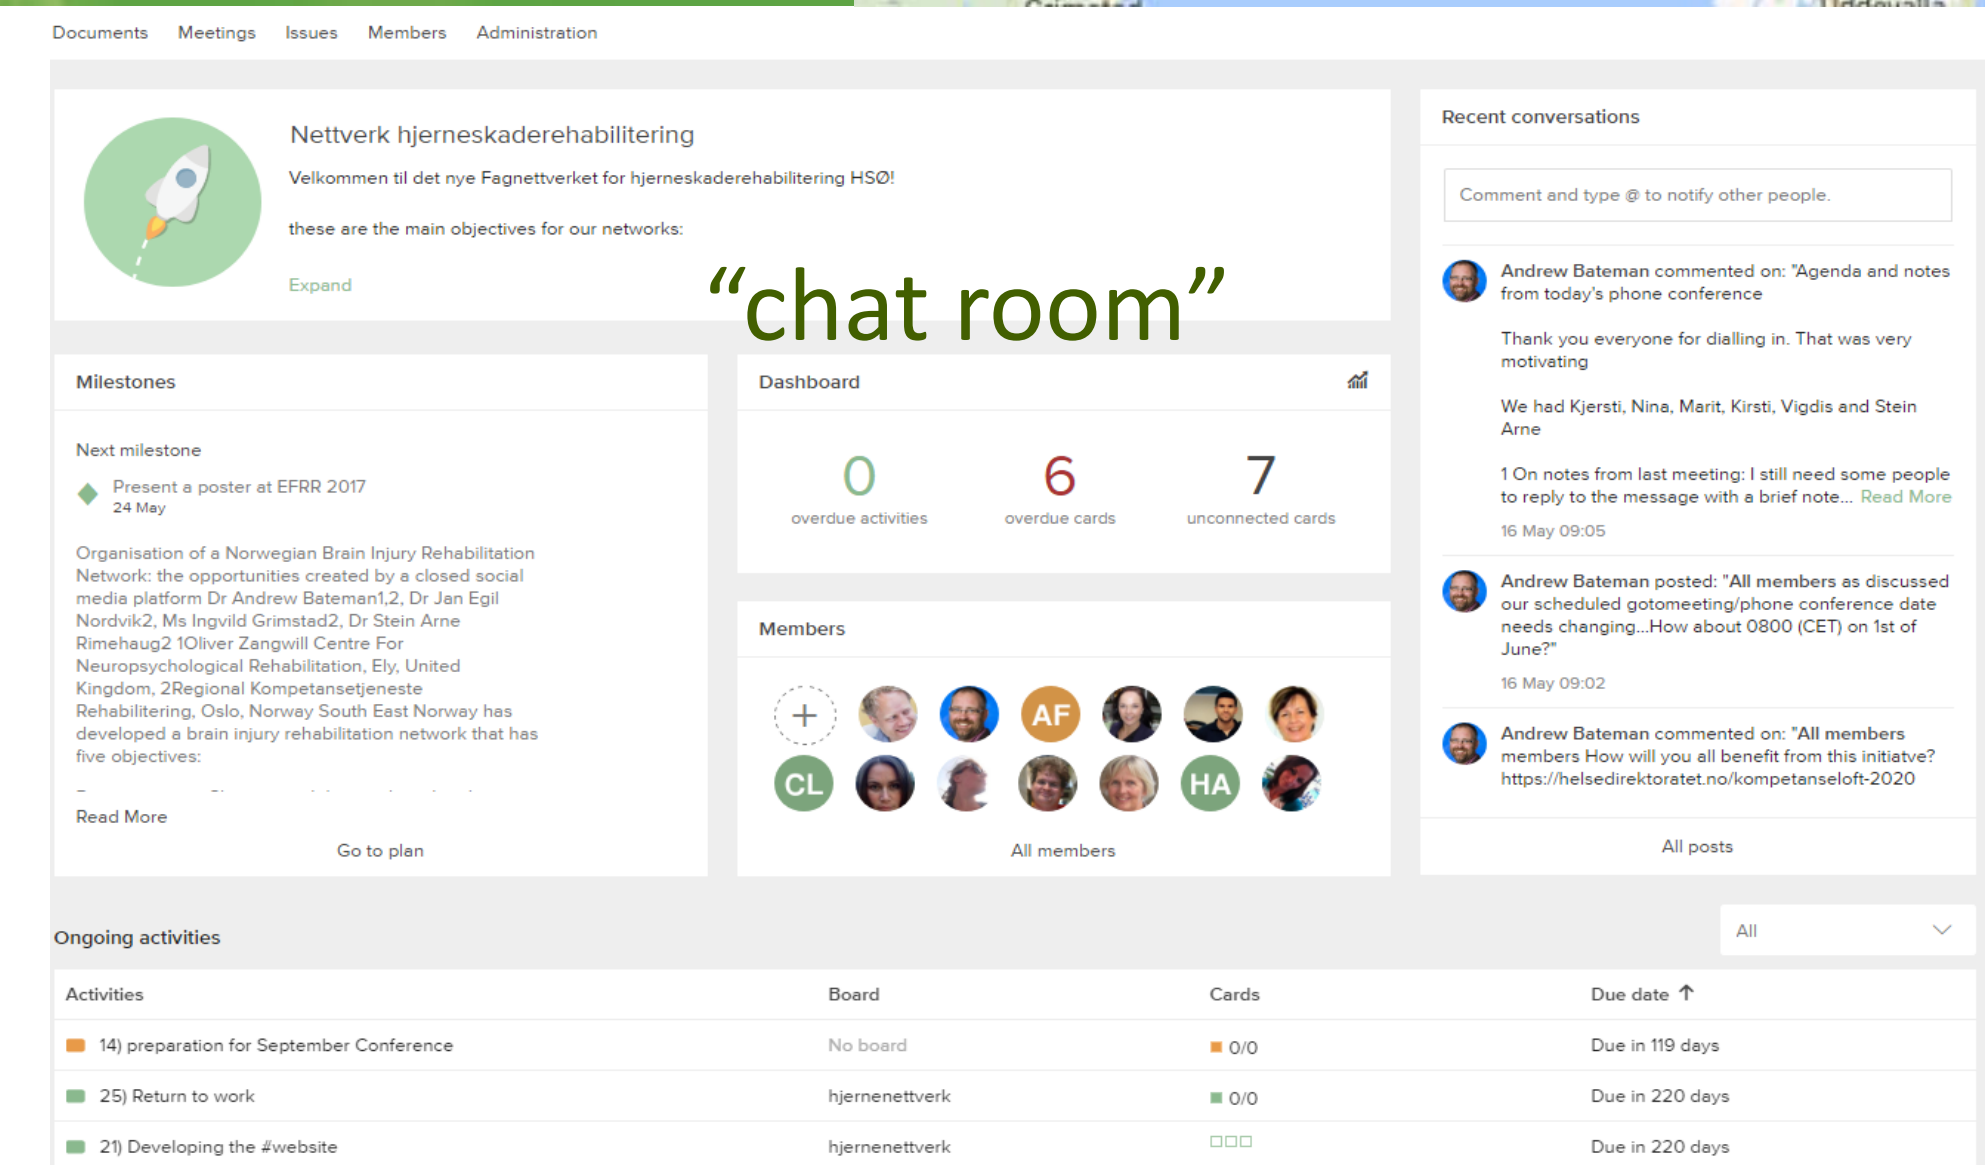 Documents Meetings Issues Members Administration
Nettverk hjerneskaderehabilitering
Velkommen til det nye Fagnettverket for hjerneskaderehabilitering HSØ!
these are the main objectives for our networks:
Expand
“chat room”
Milestones
Next milestone
Present a poster at EFRR 2017
24 May
Organisation of a Norwegian Brain Injury Rehabilitation
Network: the opportunities created by a closed social
media platform Dr Andrew Bateman1,2, Dr Jan Egil
Nordvik2, Ms Ingvild Grimstad2, Dr Stein Arne
Rimehaug2 1Oliver Zangwill Centre For
Neuropsychological Rehabilitation, Ely, United
Kingdom, 2Regional Kompetansetjeneste
Rehabilitering, Oslo, Norway South East Norway has
developed a brain injury rehabilitation network that has
five objectives:
Read More
Go to plan
Dashboard
0 6 7
overdue activities overdue cards unconnected cards
Members
AF
CL HA
All members
Recent conversations
Comment and type @ to notify other people.
Andrew Bateman commented on: "Agenda and notes
from today's phone conference
Thank you everyone for dialling in. That was very
motivating
We had Kjersti, Nina, Marit, Kirsti, Vigdis and Stein
Arne
1 On notes from last meeting: I still need some people
to reply to the message with a brief note... Read More
16 May 09:05
Andrew Bateman posted: "All members as discussed
our scheduled gotomeeting/phone conference date
needs changing...How about 0800 (CET) on 1st of
June?"
16 May 09:02
Andrew Bateman commented on: "All members
members How will you all benefit from this initiatve?
https://helsedirektoratet.no/kompetanseloft-2020
All posts
Ongoing activities
All
Activities Board Cards Due date ↑
14) preparation for September Conference No board 0/0 Due in 119 days
25) Return to work hjernenettverk 0/0 Due in 220 days
21) Developing the #website hjernenettverk Due in 220 days